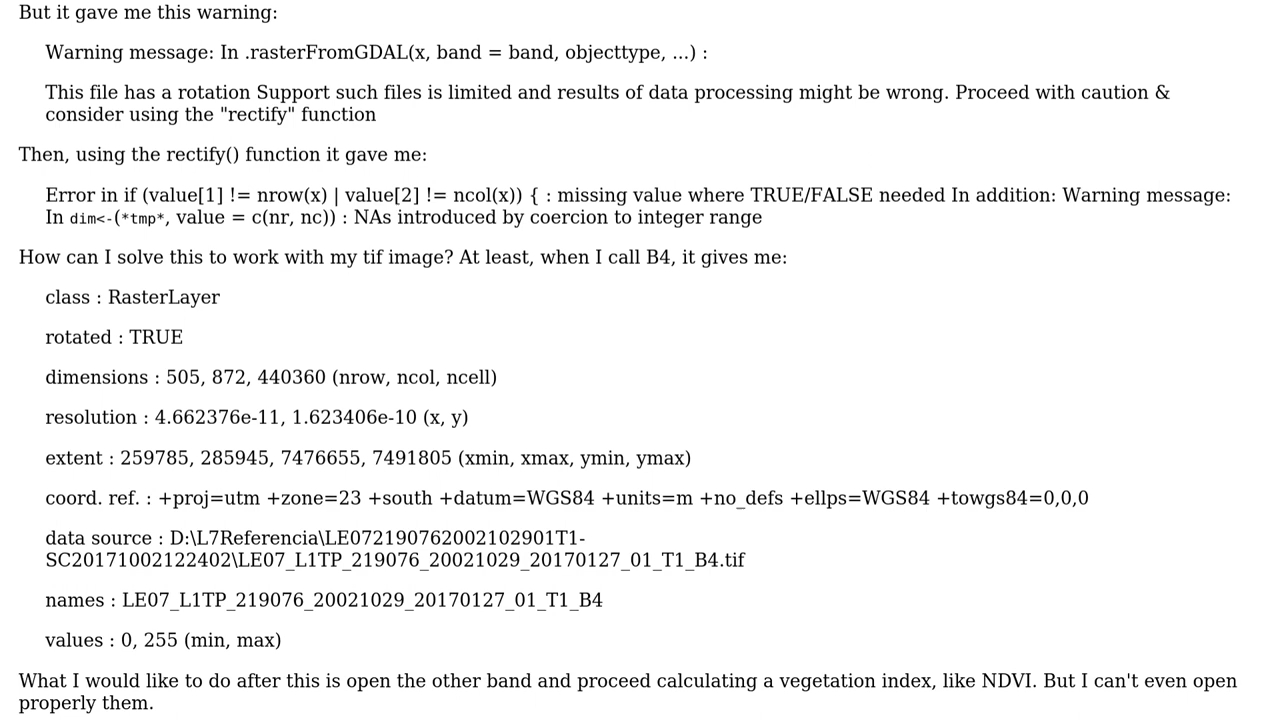 But it gave me this warning:
Warning message: In .rasterFromGDAL(x, band = band, objecttype, ...) :
This file has a rotation Support such files is limited and results of data processing might be wrong. Proceed with caution &
consider using the "rectify" function
Then, using the rectify() function it gave me:
Error in if (value[1] != nrow(x) | value[2] != ncol(x)) { : missing value where TRUE/FALSE needed In addition: Warning message:
In dim<-(*tmp*, value = c(nr, nc)) : NAs introduced by coercion to integer range
How can I solve this to work with my tif image? At least, when I call B4, it gives me:
class : RasterLayer
rotated : TRUE
dimensions : 505, 872, 440360 (nrow, ncol, ncell)
resolution : 4.662376e-11, 1.623406e-10 (x, y)
extent : 259785, 285945, 7476655, 7491805 (xmin, xmax, ymin, ymax)
coord. ref. : +proj=utm +zone=23 +south +datum=WGS84 +units=m +no_defs +ellps=WGS84 +towgs84=0,0,0
data source : D:\L7Referencia\LE072190762002102901T1-
SC20171002122402\LE07_L1TP_219076_20021029_20170127_01_T1_B4.tif
names : LE07_L1TP_219076_20021029_20170127_01_T1_B4
values : 0, 255 (min, max)
What I would like to do after this is open the other band and proceed calculating a vegetation index, like NDVI. But I can't even open
properly them.